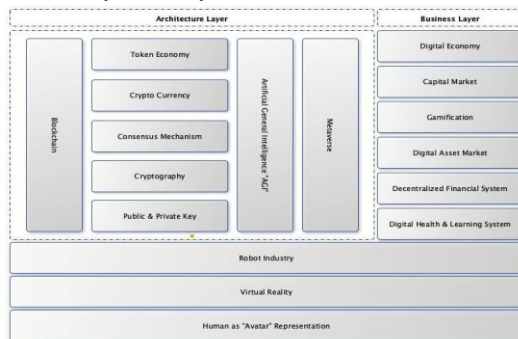 Architecture Layer
Business Layer
Blockchain
Token Economy
Crypto Currency
Consensus Mechanism
Cryptography
Public & Private Key
Artificial General Intelligence "AGI"
Metaverse
Digital Economy
Capital Market
Gamification
Digital Asset Market
Decentralized Financial System
Digital Health & Learning System
Robot Industry
Virtual Reality
Human as "Avatar" Representation